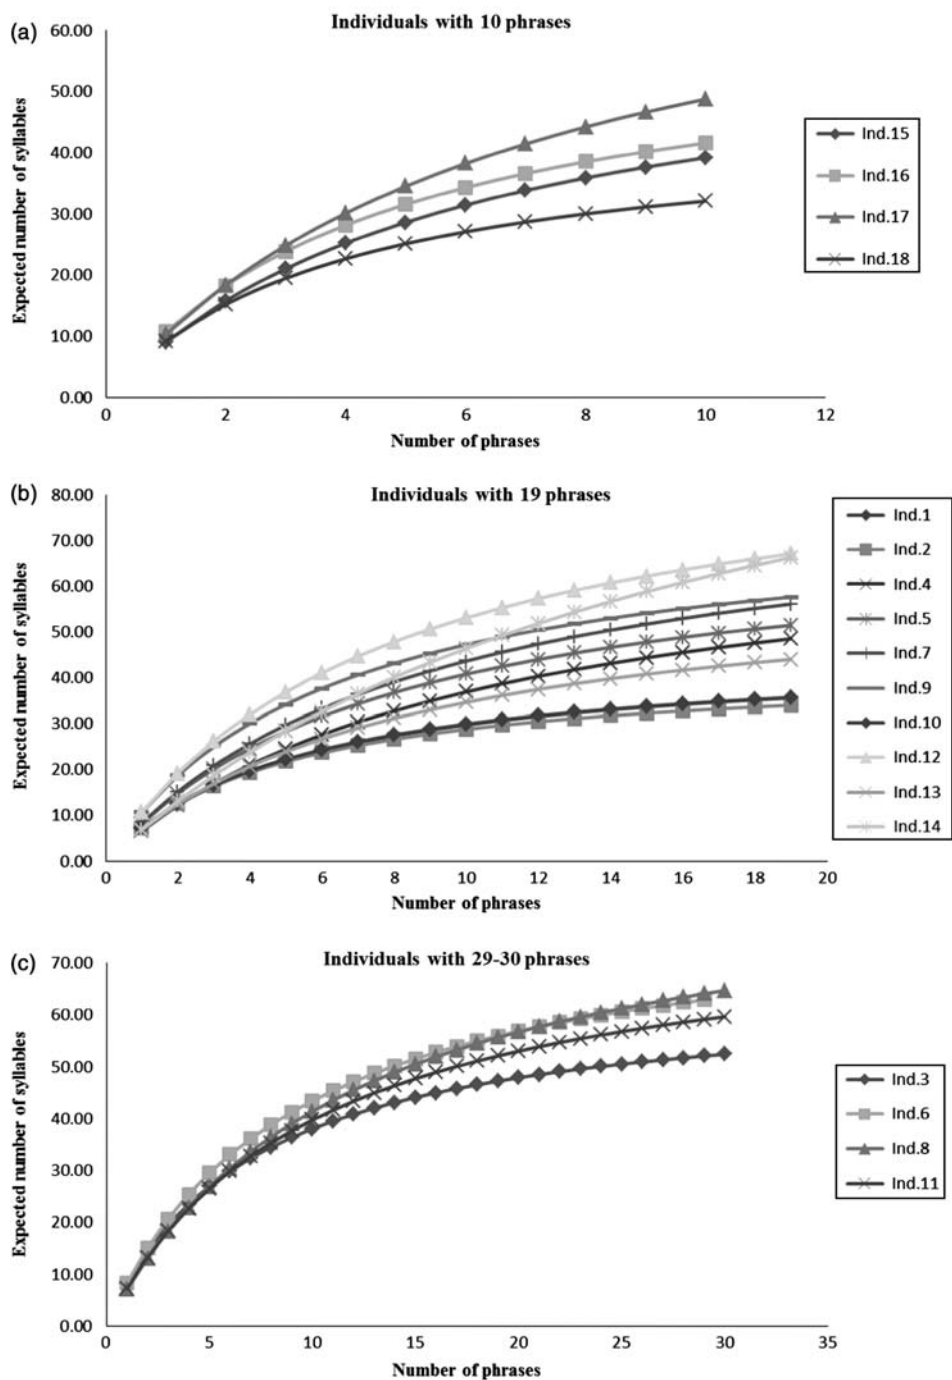 (a)
Individuals with 10 phrases
60.00
50.00
40.00
30.00
20.00
10.00
0.00
Expected number of syllables
0 2 4 6 8 10 12
Number of phrases
Ind.15
Ind.16
Ind.17
Ind.18
(b)
Individuals with 19 phrases
80.00
70.00
60.00
50.00
40.00
30.00
20.00
10.00
0.00
Expected number of syllables
0 2 4 6 8 10 12 14 16 18 20
Number of phrases
Ind.1
Ind.2
Ind.4
Ind.5
Ind.7
Ind.9
Ind.10
Ind.12
Ind.13
Ind.14
(c)
Individuals with 29-30 phrases
70.00
60.00
50.00
40.00
30.00
20.00
10.00
0.00
Expected number of syllables
0 5 10 15 20 25 30 35
Number of phrases
Ind.3
Ind.6
Ind.8
Ind.11